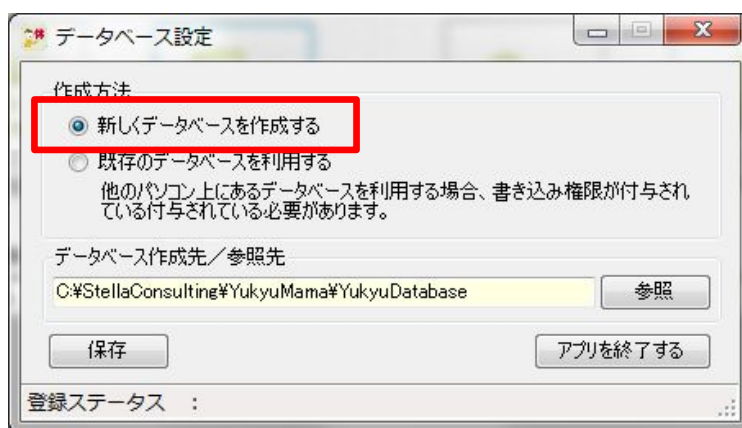 データベース設定
作成方法
新しくデータベースを作成する
既存のデータベースを利用する
他のパソコン上にあるデータベースを利用する場合、書き込み権限が付与され
ている付与されている必要があります。
データベース作成先／参照先
C:¥StellaConsulting¥YukyuMama¥YukyuDatabase
参照
保存
アプリを終了する
登録ステータス ：